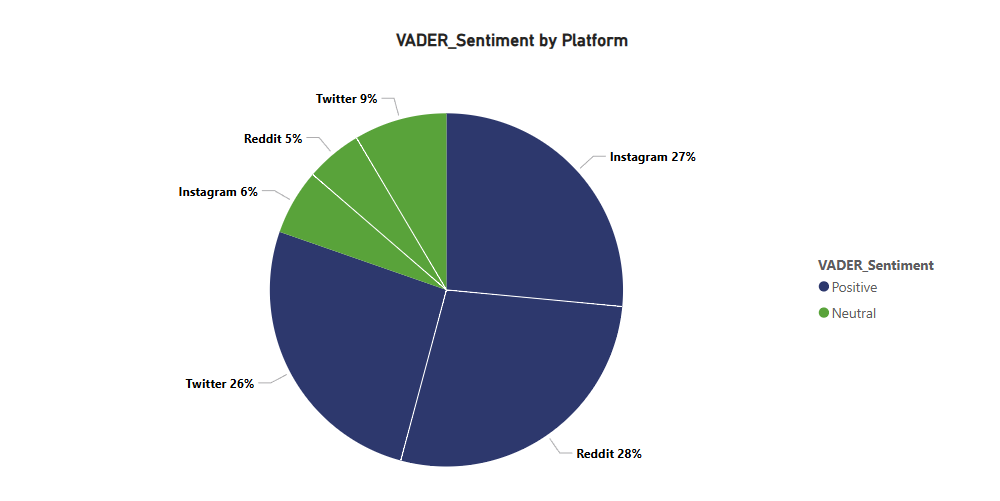 VADER_Sentiment by Platform
Twitter 9%
Reddit 5%
Instagram 27%
Instagram 6%
VADER_Sentiment
Positive
Neutral
Twitter 26%
Reddit 28%